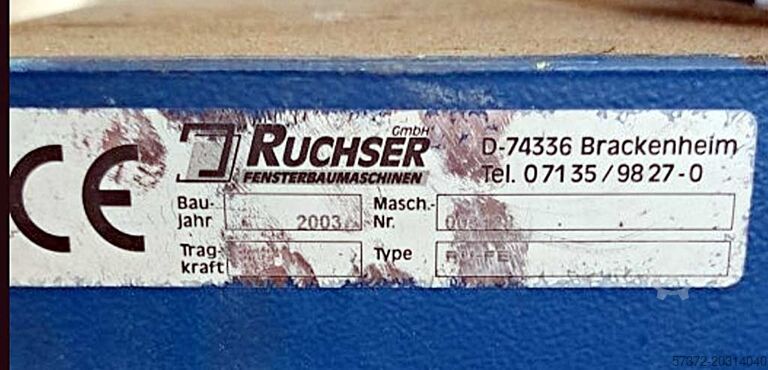 CE
RUCHSER GmbH
FENSTERBAUMASCHINEN
D-74336 Brackenheim
Tel. 07135/9827-0
Bau-
jahr 2003
Masch.-
Nr.
Trag-
kraft
Type
57372-20314040